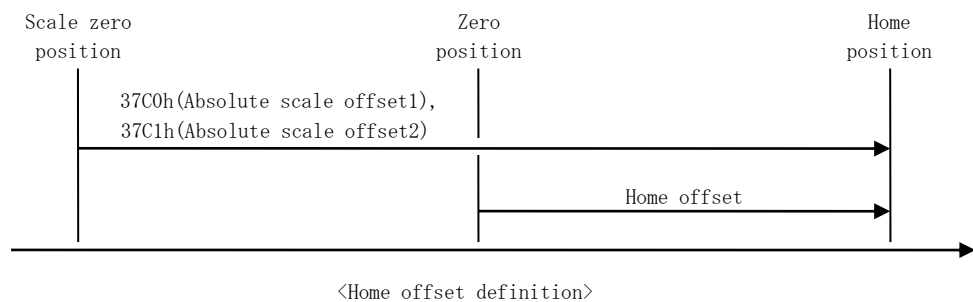 Scale zero
position
Zero
position
Home
position
37C0h(Absolute scale offset1),
37C1h(Absolute scale offset2)
Home offset
<Home offset definition>